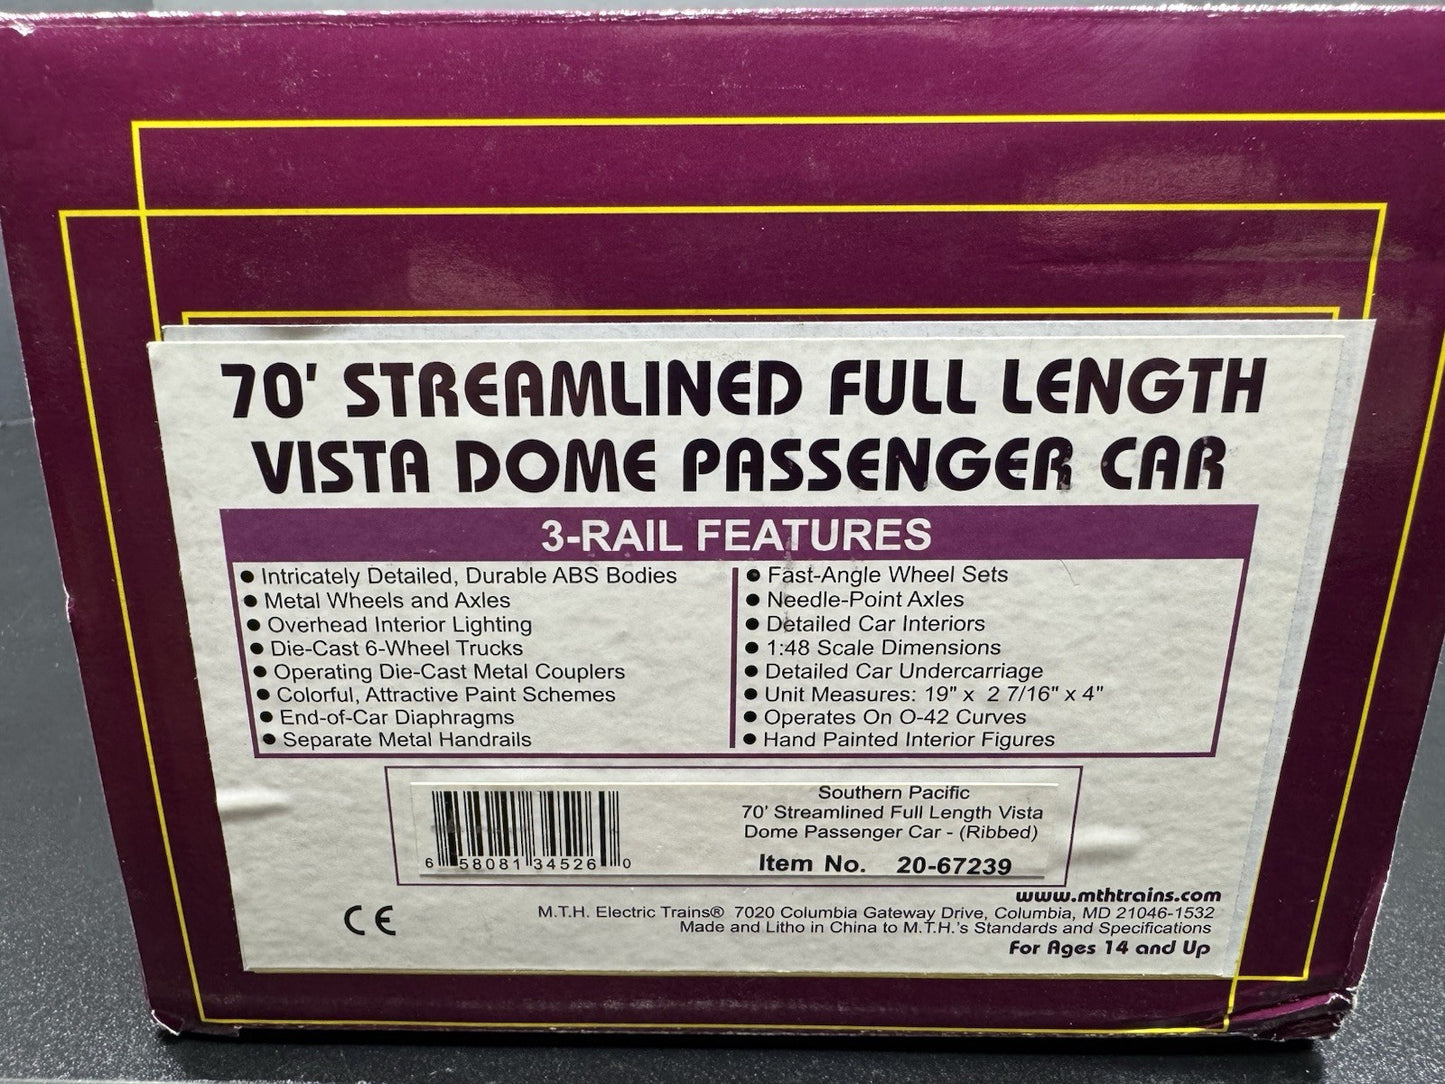 70' STREAMLINED FULL LENGTH
VISTA DOME PASSENGER CAR
3-RAIL FEATURES
• Intricately Detailed, Durable ABS Bodies
• Metal Wheels and Axles
• Overhead Interior Lighting
• Die-Cast 6-Wheel Trucks
• Operating Die-Cast Metal Couplers
• Colorful, Attractive Paint Schemes
• End-of-Car Diaphragms
• Separate Metal Handrails
• Fast-Angle Wheel Sets
• Needle-Point Axles
• Detailed Car Interiors
• 1:48 Scale Dimensions
• Detailed Car Undercarriage
• Unit Measures: 19" x 2 7/16" x 4"
• Operates On O-42 Curves
• Hand Painted Interior Figures
6 58081 34526 0
Southern Pacific
70' Streamlined Full Length Vista
Dome Passenger Car - (Ribbed)
Item No. 20-67239
CE
www.mthtrains.com
M.T.H. Electric Trains® 7020 Columbia Gateway Drive, Columbia, MD 21046-1532
Made and Litho in China to M.T.H.'s Standards and Specifications
For Ages 14 and Up